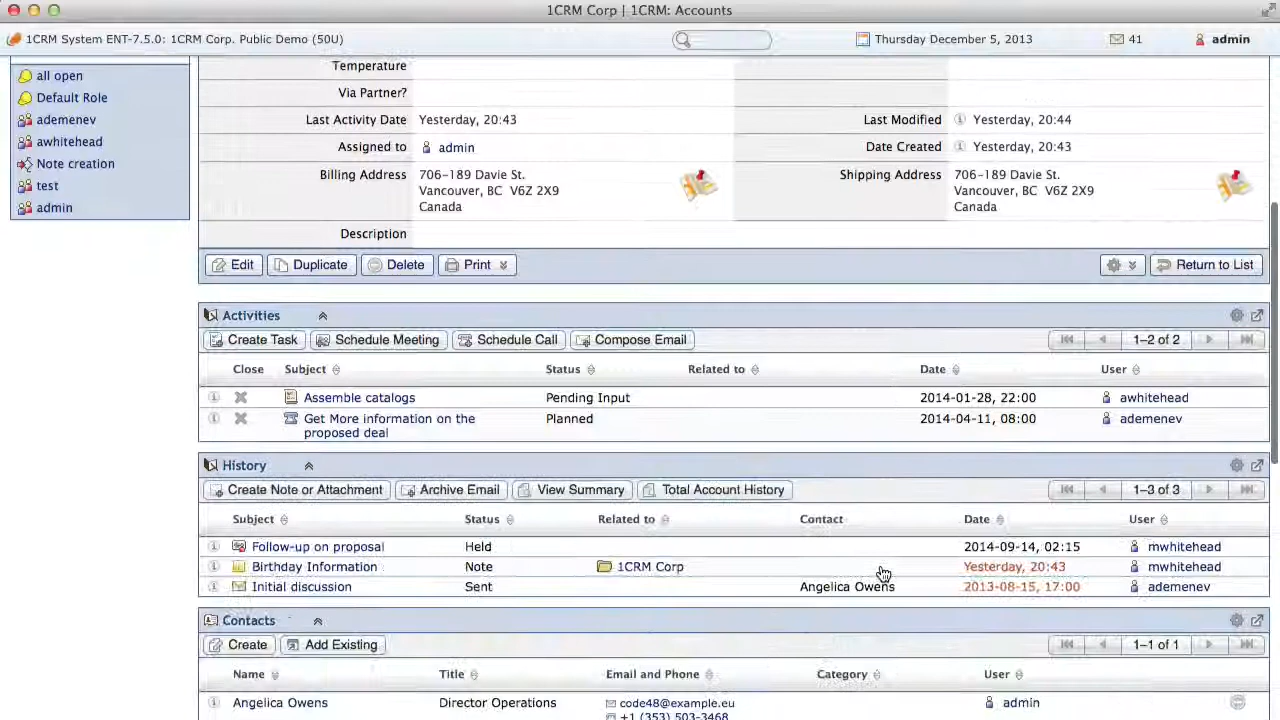 1CRM Corp | 1CRM: Accounts
1CRM System ENT-7.5.0: 1CRM Corp. Public Demo (50U)
Thursday December 5, 2013
41
admin
all open
Default Role
ademenev
awhitehead
Note creation
test
admin
Temperature
Via Partner?
Last Activity Date Yesterday, 20:43 Last Modified Yesterday, 20:44
Assigned to admin Date Created Yesterday, 20:43
Billing Address 706-189 Davie St. Shipping Address 706-189 Davie St.
Vancouver, BC V6Z 2X9 Vancouver, BC V6Z 2X9
Canada Canada
Description
Edit Duplicate Delete Print Return to List
Activities
Create Task Schedule Meeting Schedule Call Compose Email 1-2 of 2
Close Subject Status Related to Date User
Assemble catalogs Pending Input 2014-01-28, 22:00 awhitehead
Get More information on the Planned 2014-04-11, 08:00 ademenev
proposed deal
History
Create Note or Attachment Archive Email View Summary Total Account History 1-3 of 3
Subject Status Related to Contact Date User
Follow-up on proposal Held 2014-09-14, 02:15 mwhitehead
Birthday Information Note 1CRM Corp Yesterday, 20:43 mwhitehead
Initial discussion Sent Angelica Owens 2013-08-15, 17:00 ademenev
Contacts
Create Add Existing 1-1 of 1
Name Title Email and Phone Category User
Angelica Owens Director Operations code48@example.eu admin
+1 (353) 503-3468